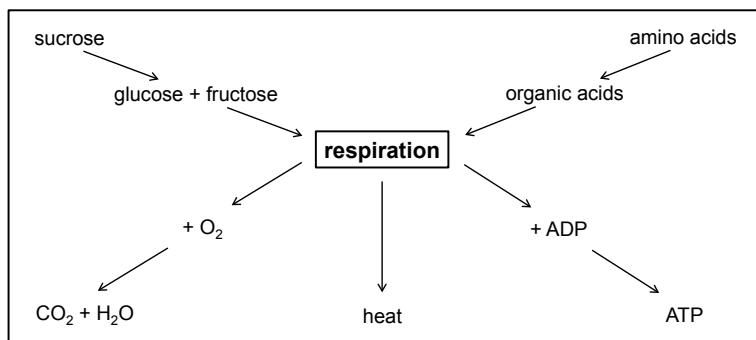 sucrose
amino acids
glucose + fructose
organic acids
respiration
+ O₂
+ ADP
CO₂ + H₂O
heat
ATP